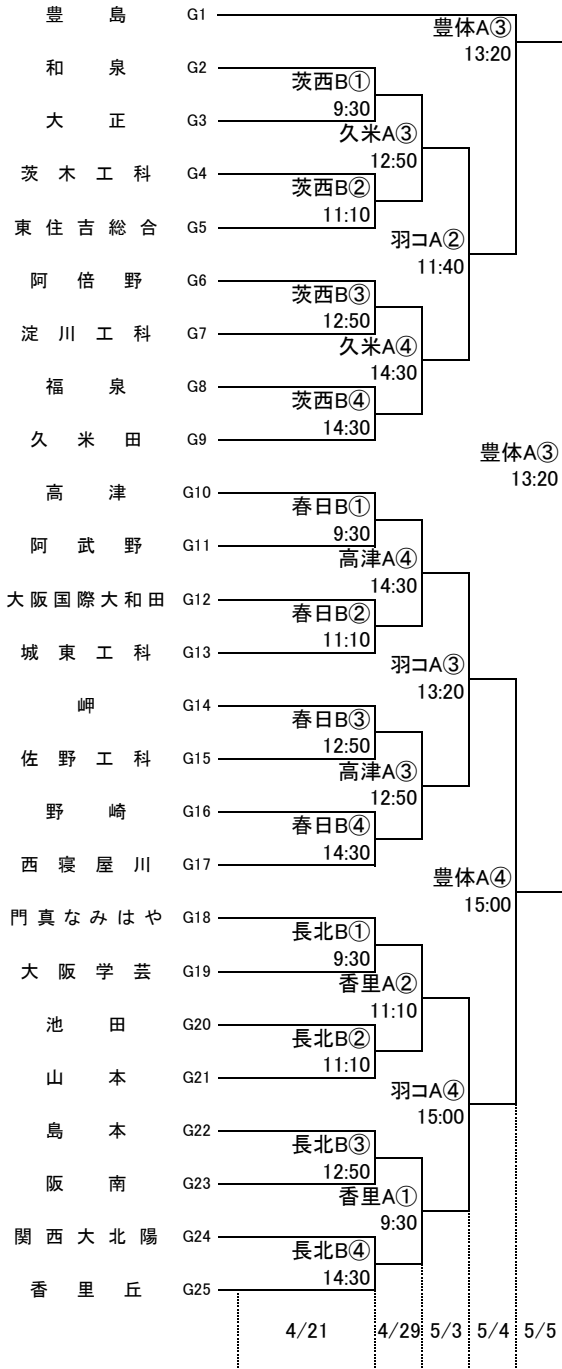 豊島 G1
豊体A③
13:20
和泉 G2
茨西B①
9:30
大正 G3
久米A③
12:50
茨木工科 G4
茨西B②
11:10
東住吉総合 G5
羽コA②
11:40
阿倍野 G6
茨西B③
12:50
淀川工科 G7
久米A④
14:30
福泉 G8
茨西B④
14:30
久米田 G9
豊体A③
13:20
高津 G10
春日B①
9:30
阿武野 G11
高津A④
14:30
大阪国際大和田 G12
春日B②
11:10
城東工科 G13
羽コA③
13:20
岬 G14
春日B③
12:50
佐野工科 G15
高津A③
12:50
野崎 G16
春日B④
14:30
西寝屋川 G17
豊体A④
15:00
門真なみはや G18
長北B①
9:30
大阪学芸 G19
香里A②
11:10
池田 G20
長北B②
11:10
山本 G21
羽コA④
15:00
島本 G22
長北B③
12:50
阪南 G23
香里A①
9:30
関西大北陽 G24
長北B④
14:30
香里丘 G25
4/21 4/29 5/3 5/4 5/5